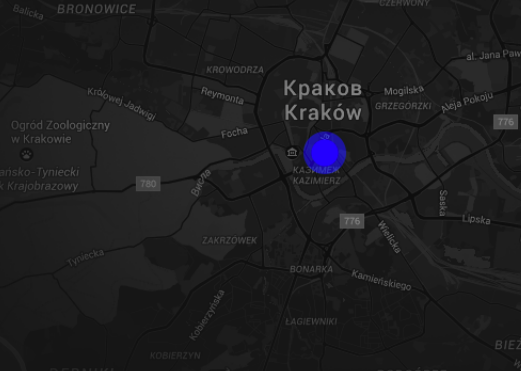 CZERWONY
Balicka
BRONOWICE
al. Jana Paw
KROWODRZA
Краков
Kraków
Mogilska
Królowej Jadwigi
Reymonta
GRZEGÓRZKI
Aleja Pokoju
776
Ogród Zoologiczny
w Krakowie
Focha
КАЗИМЕЖ
KAZIMIERZ
ańsko-Tyniecki
k Krajobrazowy
780
Saska
Lipska
776
Wielicka
ZAKRZÓWEK
Tyniecka
BONARKA
Kamieńskiego
Kobierzyńska
ŁAGIEWNIKI
KOBIERZYN
BIEŻ